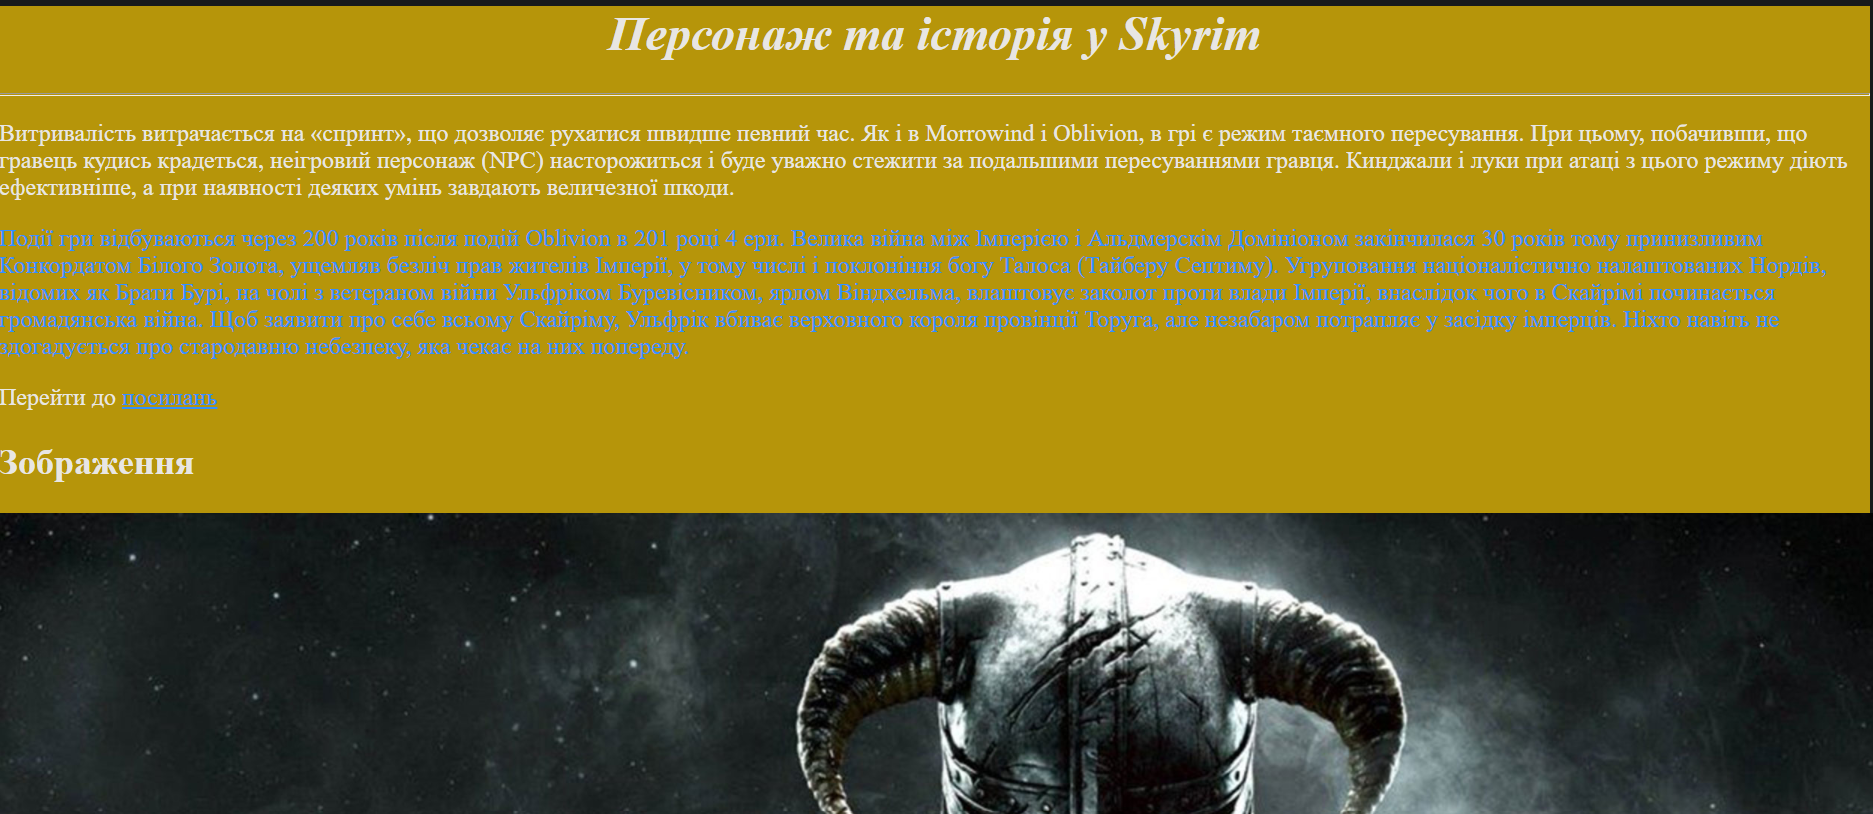 Персонаж та історія у Skyrim
Витривалість витрачається на «спринт», що дозволяє рухатися швидше певний час. Як і в Morrowind і Oblivion, в грі є режим таємного пересування. При цьому, побачивши, що
гравець кудись крадеться, неігровий персонаж (NPC) насторожиться і буде уважно стежити за подальшими пересуваннями гравця. Кинджали і луки при атаці з цього режиму діють
ефективніше, а при наявності деяких умінь завдають величезної шкоди.
Події гри відбуваються через 200 років після подій Oblivion в 201 році 4 ери. Велика війна між Імперією і Альдмерскім Домініоном закінчилася 30 років тому принизливим
Конкордатом Білого Золота, ущемляв безліч прав жителів Імперії, у тому числі і поклоніння богу Талоса (Тайберу Септиму). Угруповання націоналістично налаштованих Нордів,
відомих як Брати Бурі, на чолі з ветераном війни Ульфріком Буревісником, ярлом Віндхельма, влаштовує заколот проти влади Імперії, внаслідок чого в Скайрімі починається
громадянська війна. Щоб заявити про себе всьому Скайріму, Ульфрік вбиває верховного короля провінції Торуга, але незабаром потрапляє у засідку імперців. Ніхто навіть не
здогадується про стародавню небезпеку, яка чекає на них попереду.
Перейти до посилань
Зображення